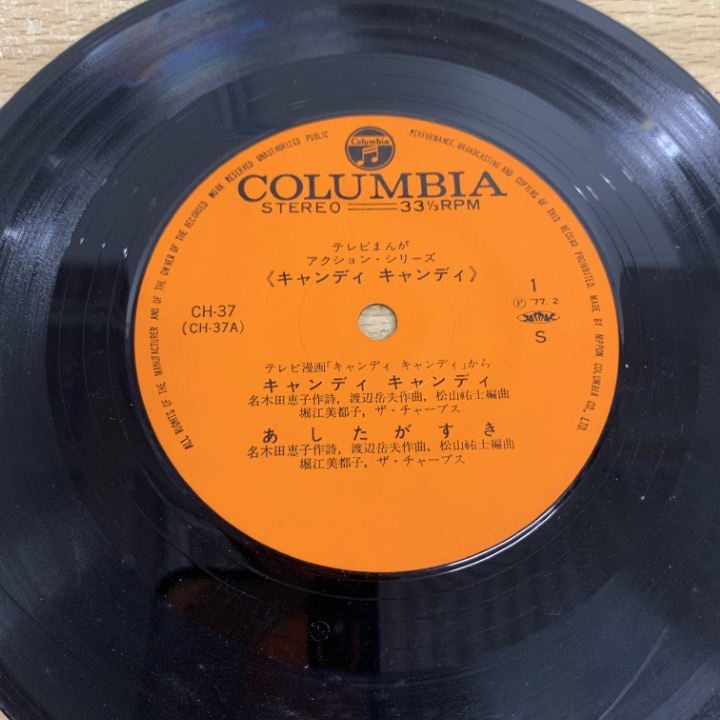 Columbia
COLUMBIA
STEREO 33⅓RPM
テレビまんが
アクション・シリーズ
《キャンディ キャンディ》
CH-37
(CH-37A)
1
Ⓟ '77. 2
JASRAC
S
テレビ漫画「キャンディ キャンディ」から
キャンディ キャンディ
名木田恵子作詩, 渡辺岳夫作曲, 松山祐士編曲
堀江美都子, ザ・チャープス
あしたがすき
名木田恵子作詩, 渡辺岳夫作曲, 松山祐士編曲
堀江美都子, ザ・チャープス
ALL RIGHTS OF THE MANUFACTURER AND OF THE OWNER OF THE RECORDED WORK RESERVED UNAUTHORIZED PUBLIC PERFORMANCE, BROADCASTING AND COPYING OF THIS RECORD PROHIBITED. MADE BY NIPPON COLUMBIA CO., LTD.